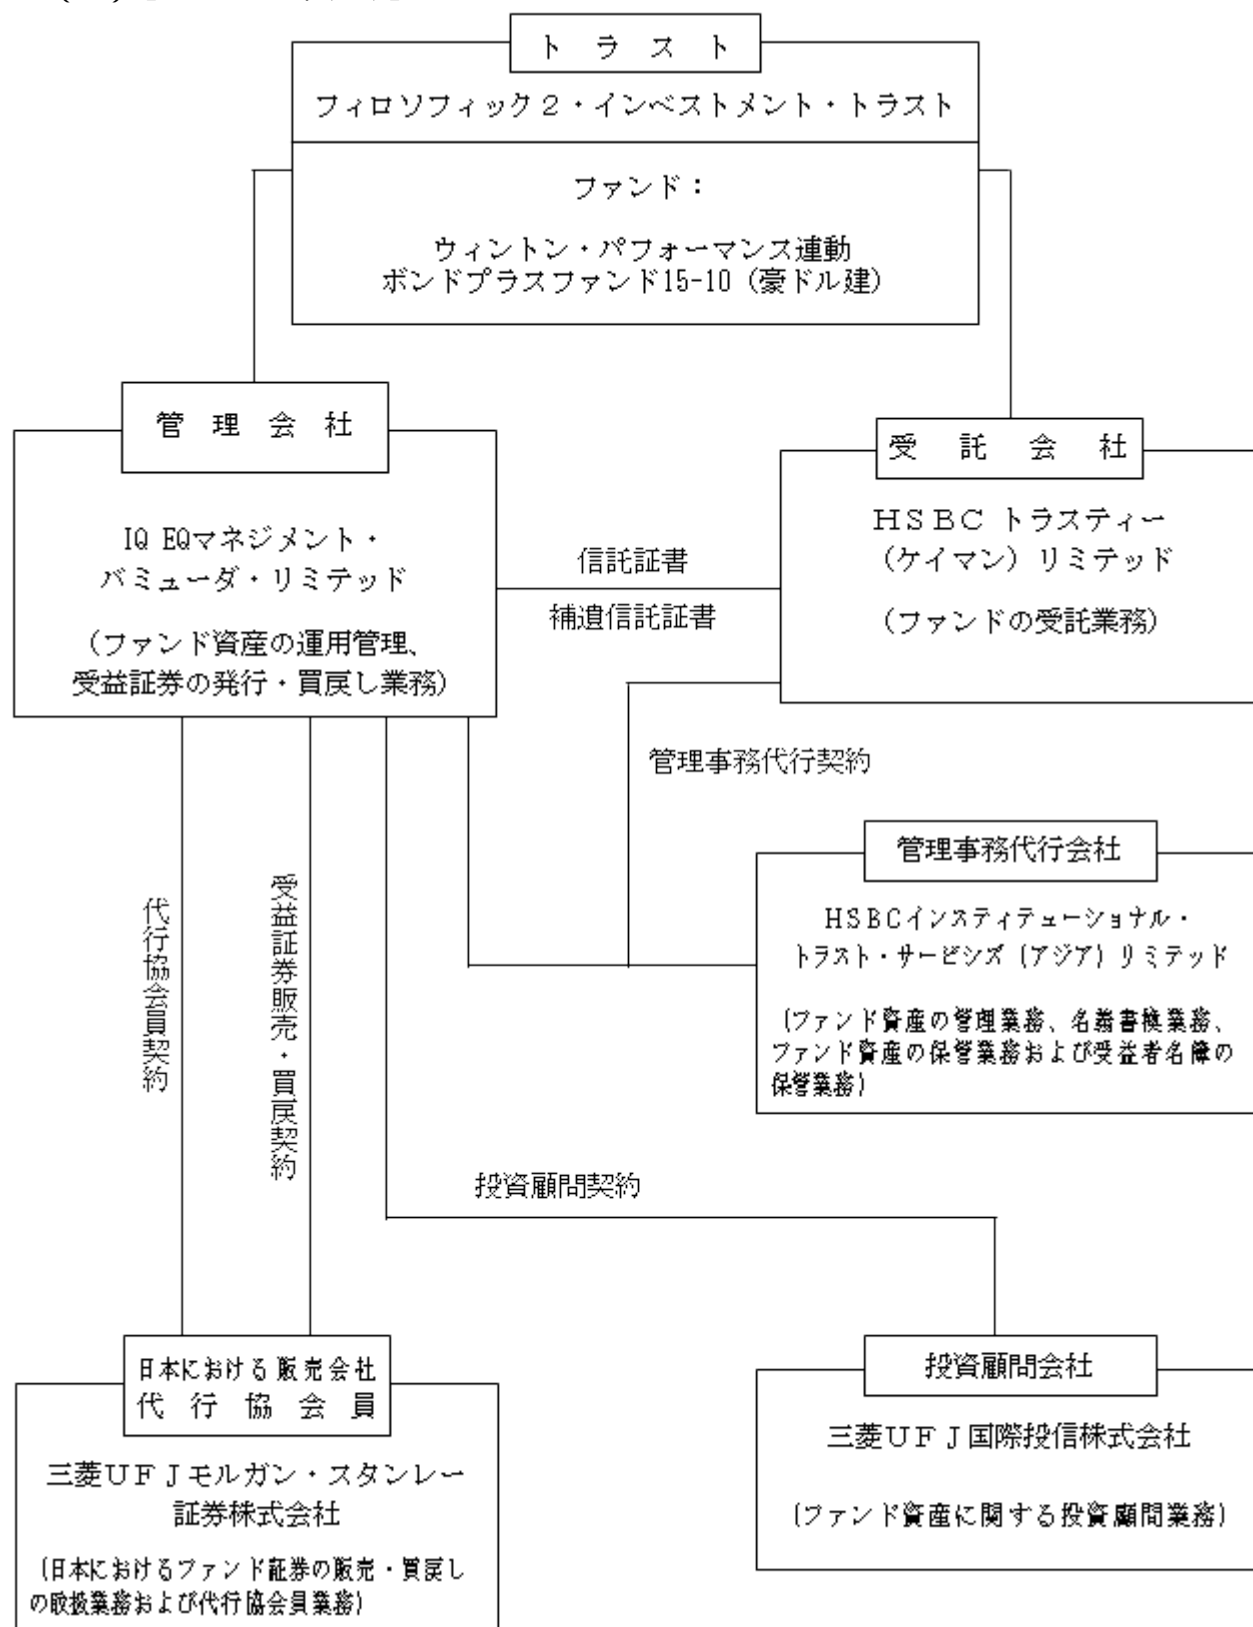 ト ラ ス ト
フィロソフィック２・インベストメント・トラスト
ファンド：
ウィントン・パフォーマンス連動
ボンドプラスファンド15-10（豪ドル建）
管 理 会 社
IQ EQマネジメント・
バミューダ・リミテッド
（ファンド資産の運用管理、
受益証券の発行・買戻し業務）
受 託 会 社
ＨＳＢＣ トラスティー
（ケイマン）リミテッド
（ファンドの受託業務）
信託証書
補遺信託証書
管理事務代行契約
管理事務代行会社
HSBCインスティテューショナル・
トラスト・サービシズ（アジア）リミテッド
（ファンド資産の管理業務、名義書換業務、
ファンド資産の保管業務および受益者名簿の
保管業務）
代行協会員契約
受益証券販売・買戻契約
投資顧問契約
日本における販売会社
代 行 協 会 員
三菱ＵＦＪモルガン・スタンレー
証券株式会社
（日本におけるファンド証券の販売・買戻し
の取扱業務および代行協会員業務）
投資顧問会社
三菱ＵＦＪ国際投信株式会社
（ファンド資産に関する投資顧問業務）